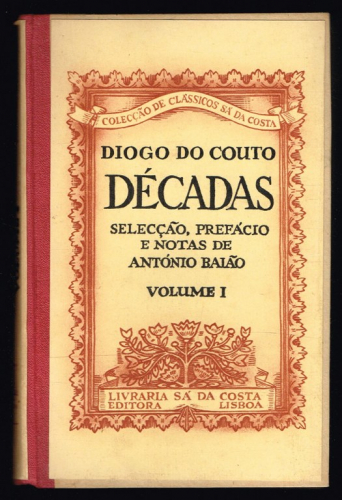 COLECÇÃO DE CLÁSSICOS SÁ DA COSTA
DIOGO DO COUTO
DÉCADAS
SELECÇÃO, PREFÁCIO
E NOTAS DE
ANTÓNIO BAIÃO
VOLUME I
LIVRARIA SÁ DA COSTA
EDITORA LISBOA